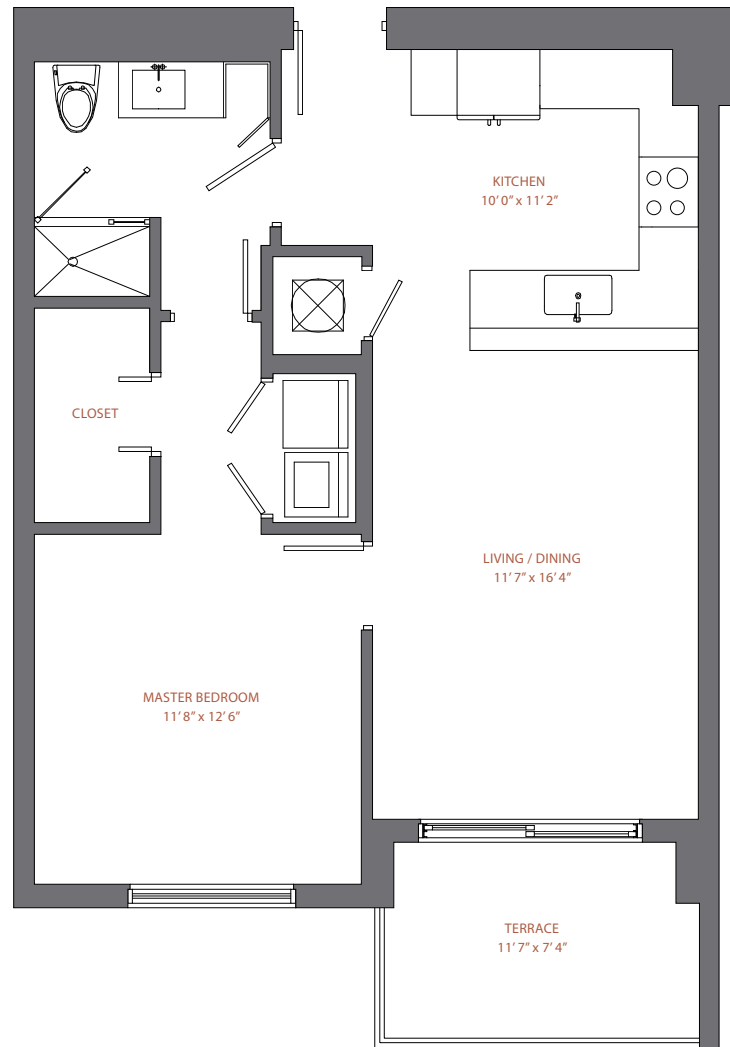 KITCHEN
10’ 0” x 11’ 2”
CLOSET
LIVING / DINING
11’ 7” x 16’ 4”
MASTER BEDROOM
11’ 8” x 12’ 6”
TERRACE
11’ 7” x 7’ 4”